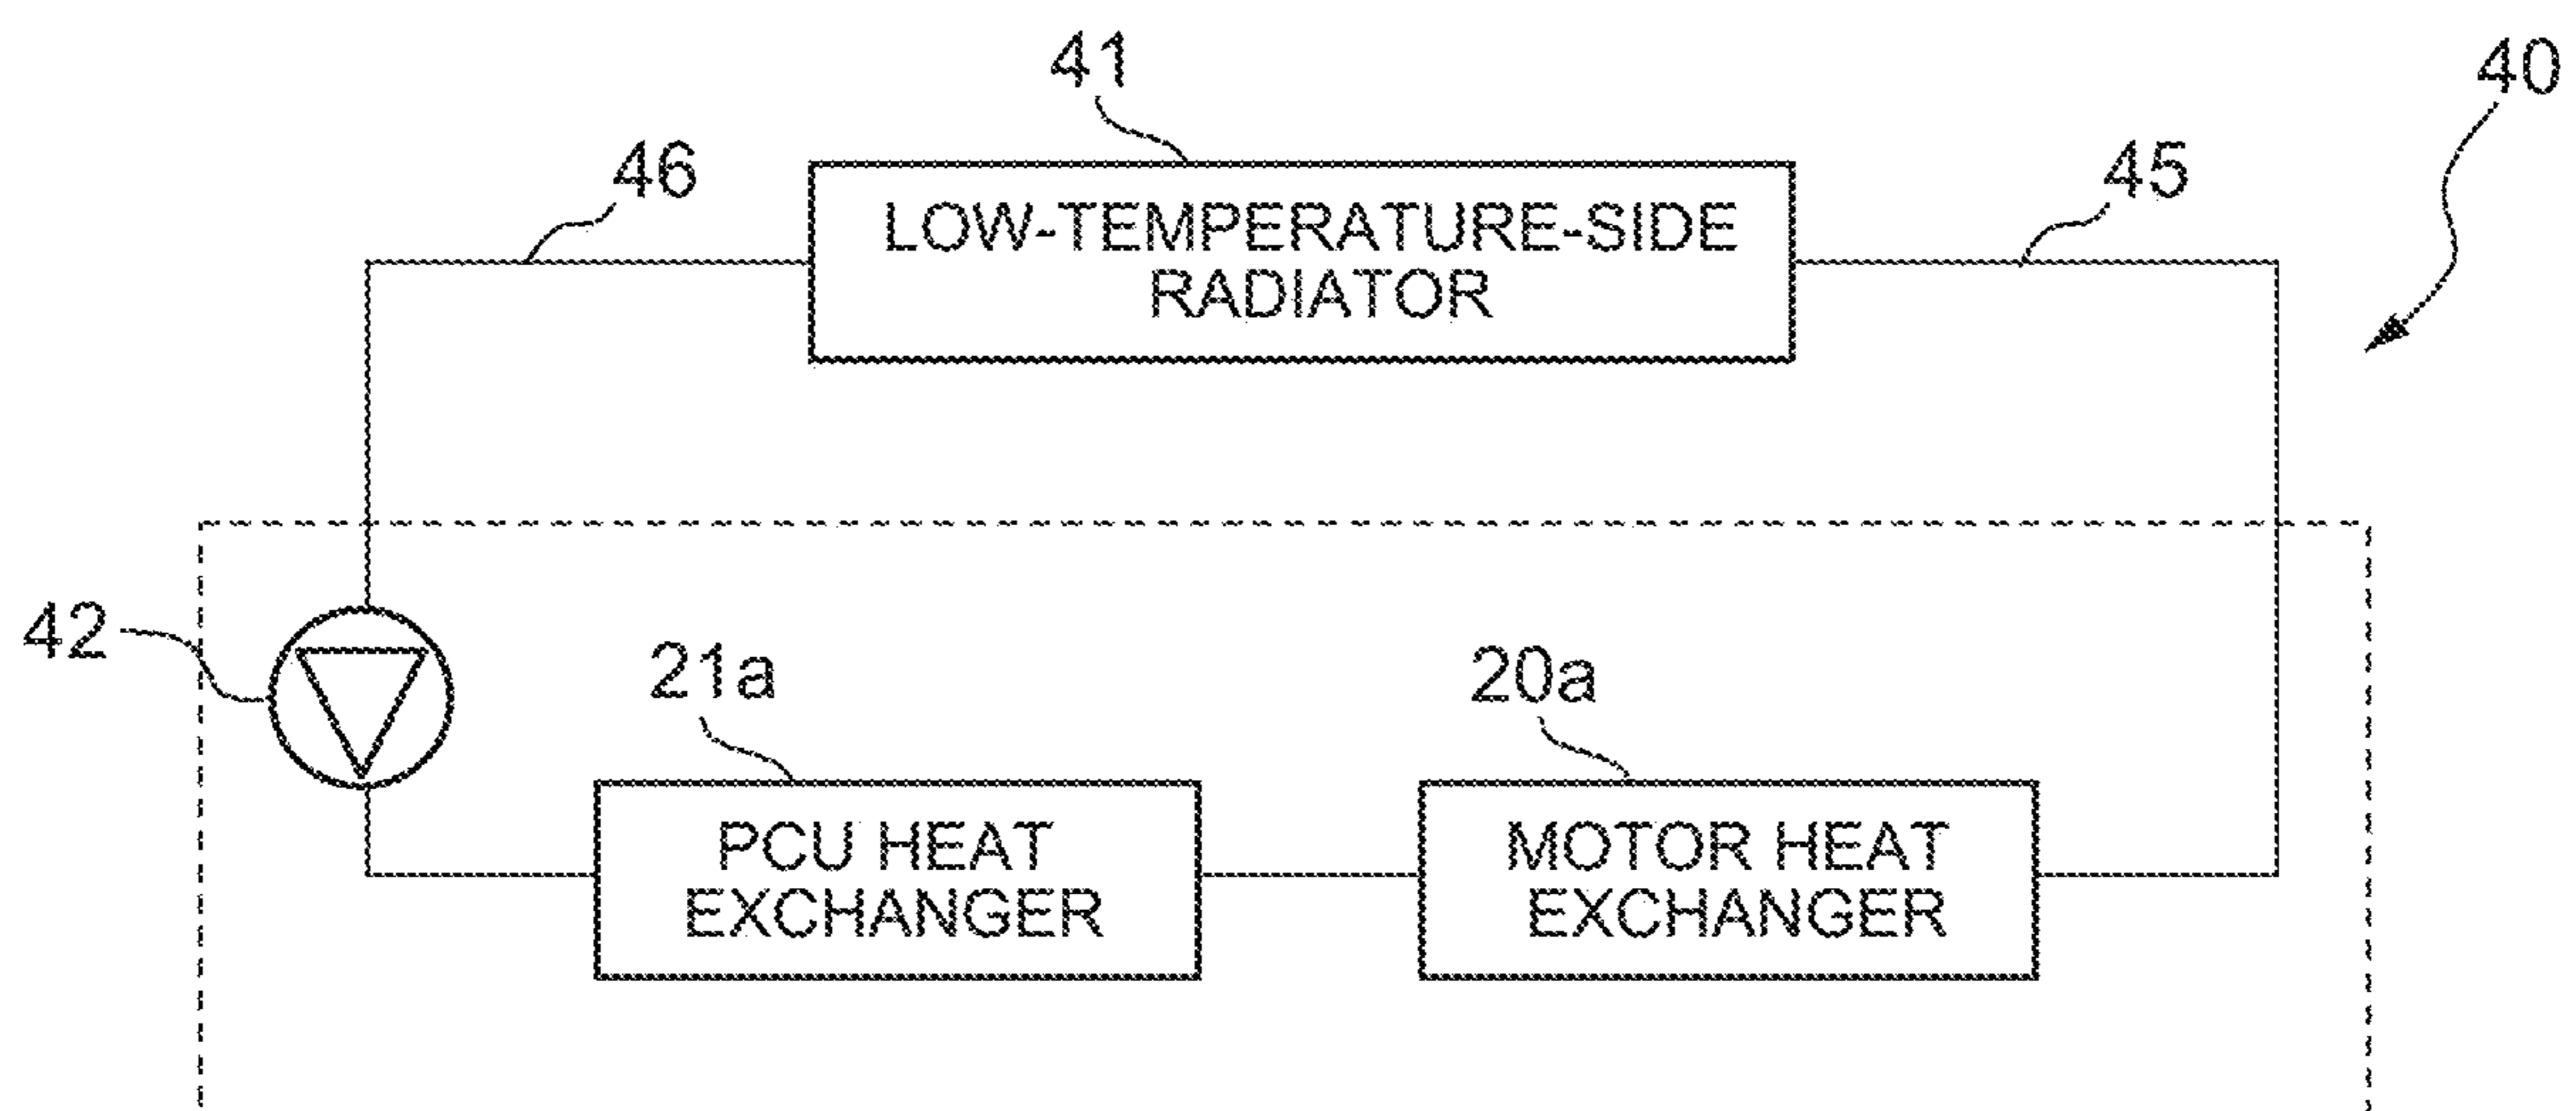 41
40
46
45
LOW-TEMPERATURE-SIDE
RADIATOR
42
21a
20a
PCU HEAT
EXCHANGER
MOTOR HEAT
EXCHANGER